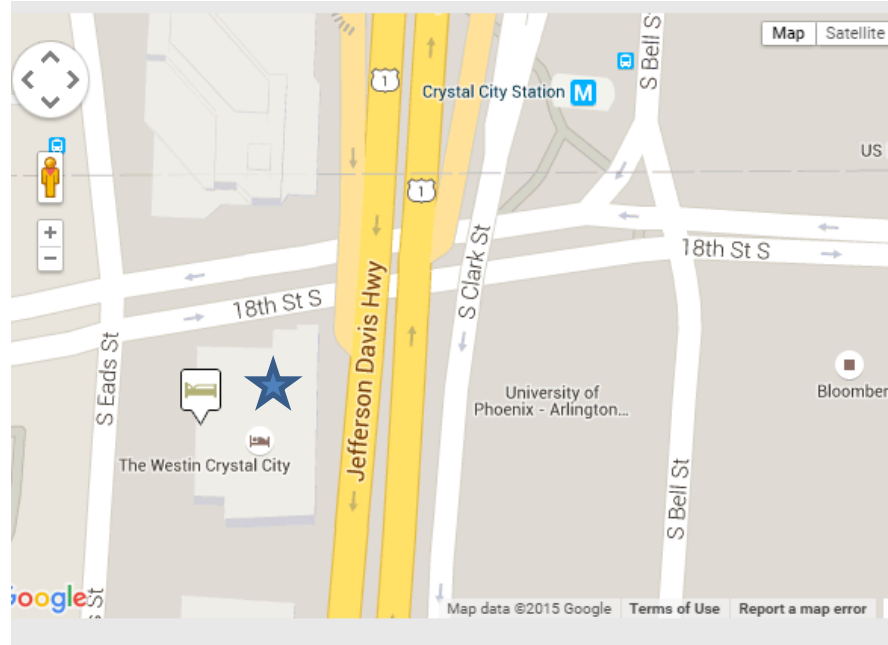 Map
Satellite
S Bell St
Crystal City Station M
1
US
1
18th St S
S Clark St
18th St S
Jefferson Davis Hwy
S Eads St
University of
Phoenix - Arlington...
Bloomber
The Westin Crystal City
S Bell St
Google
s St
Map data ©2015 Google
Terms of Use
Report a map error